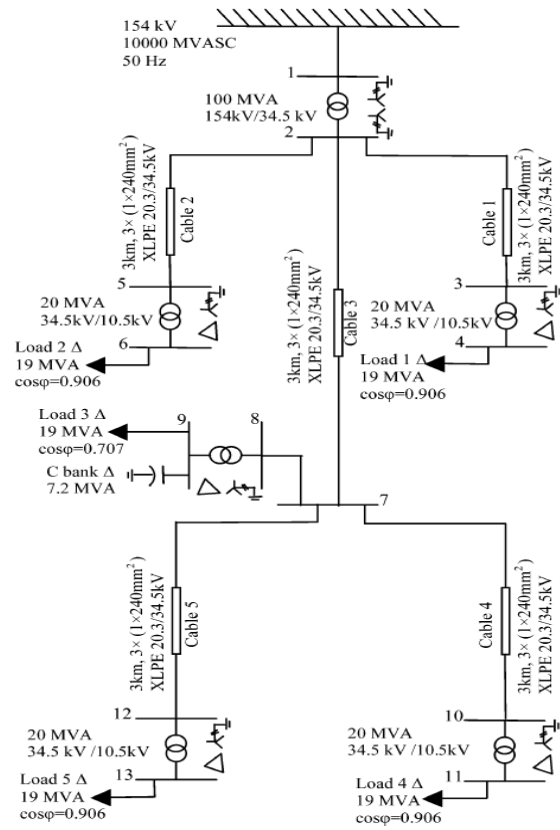 154 kV
10000 MVASC
50 Hz
1
100 MVA
154kV/34.5 kV
2
3km, 3× (1×240mm²)
XLPE 20.3/34.5kV
Cable 2
3km, 3× (1×240mm²)
XLPE 20.3/34.5kV
Cable 3
Cable 1
3km, 3× (1×240mm²)
XLPE 20.3/34.5kV
5
20 MVA
34.5kV/10.5kV
Load 2 Δ
6
19 MVA
cosφ=0.906
3
20 MVA
34.5 kV /10.5kV
Load 1 Δ
4
19 MVA
cosφ=0.906
Load 3 Δ
19 MVA
cosφ=0.707
9
8
C bank Δ
7.2 MVA
7
3km, 3× (1×240mm²)
XLPE 20.3/34.5kV
Cable 5
3km, 3× (1×240mm²)
XLPE 20.3/34.5kV
Cable 4
12
20 MVA
34.5 kV /10.5kV
Load 5 Δ
13
19 MVA
cosφ=0.906
10
20 MVA
34.5 kV /10.5kV
Load 4 Δ
11
19 MVA
cosφ=0.906